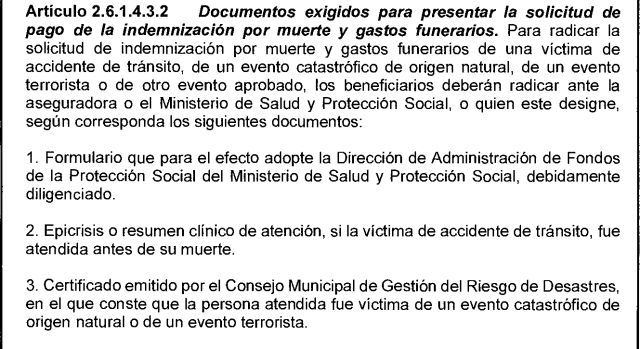 Artículo 2.6.1.4.3.2 Documentos exigidos para presentar la solicitud de
pago de la indemnización por muerte y gastos funerarios. Para radicar la
solicitud de indemnización por muerte y gastos funerarios de una víctima de
accidente de tránsito, de un evento catastrófico de origen natural, de un evento
terrorista o de otro evento aprobado, los beneficiarios deberán radicar ante la
aseguradora o el Ministerio de Salud y Protección Social, o quien este designe,
según corresponda los siguientes documentos:
1. Formulario que para el efecto adopte la Dirección de Administración de Fondos
de la Protección Social del Ministerio de Salud y Protección Social, debidamente
diligenciado.
2. Epicrisis o resumen clínico de atención, si la víctima de accidente de tránsito, fue
atendida antes de su muerte.
3. Certificado emitido por el Consejo Municipal de Gestión del Riesgo de Desastres,
en el que conste que la persona atendida fue víctima de un evento catastrófico de
origen natural o de un evento terrorista.